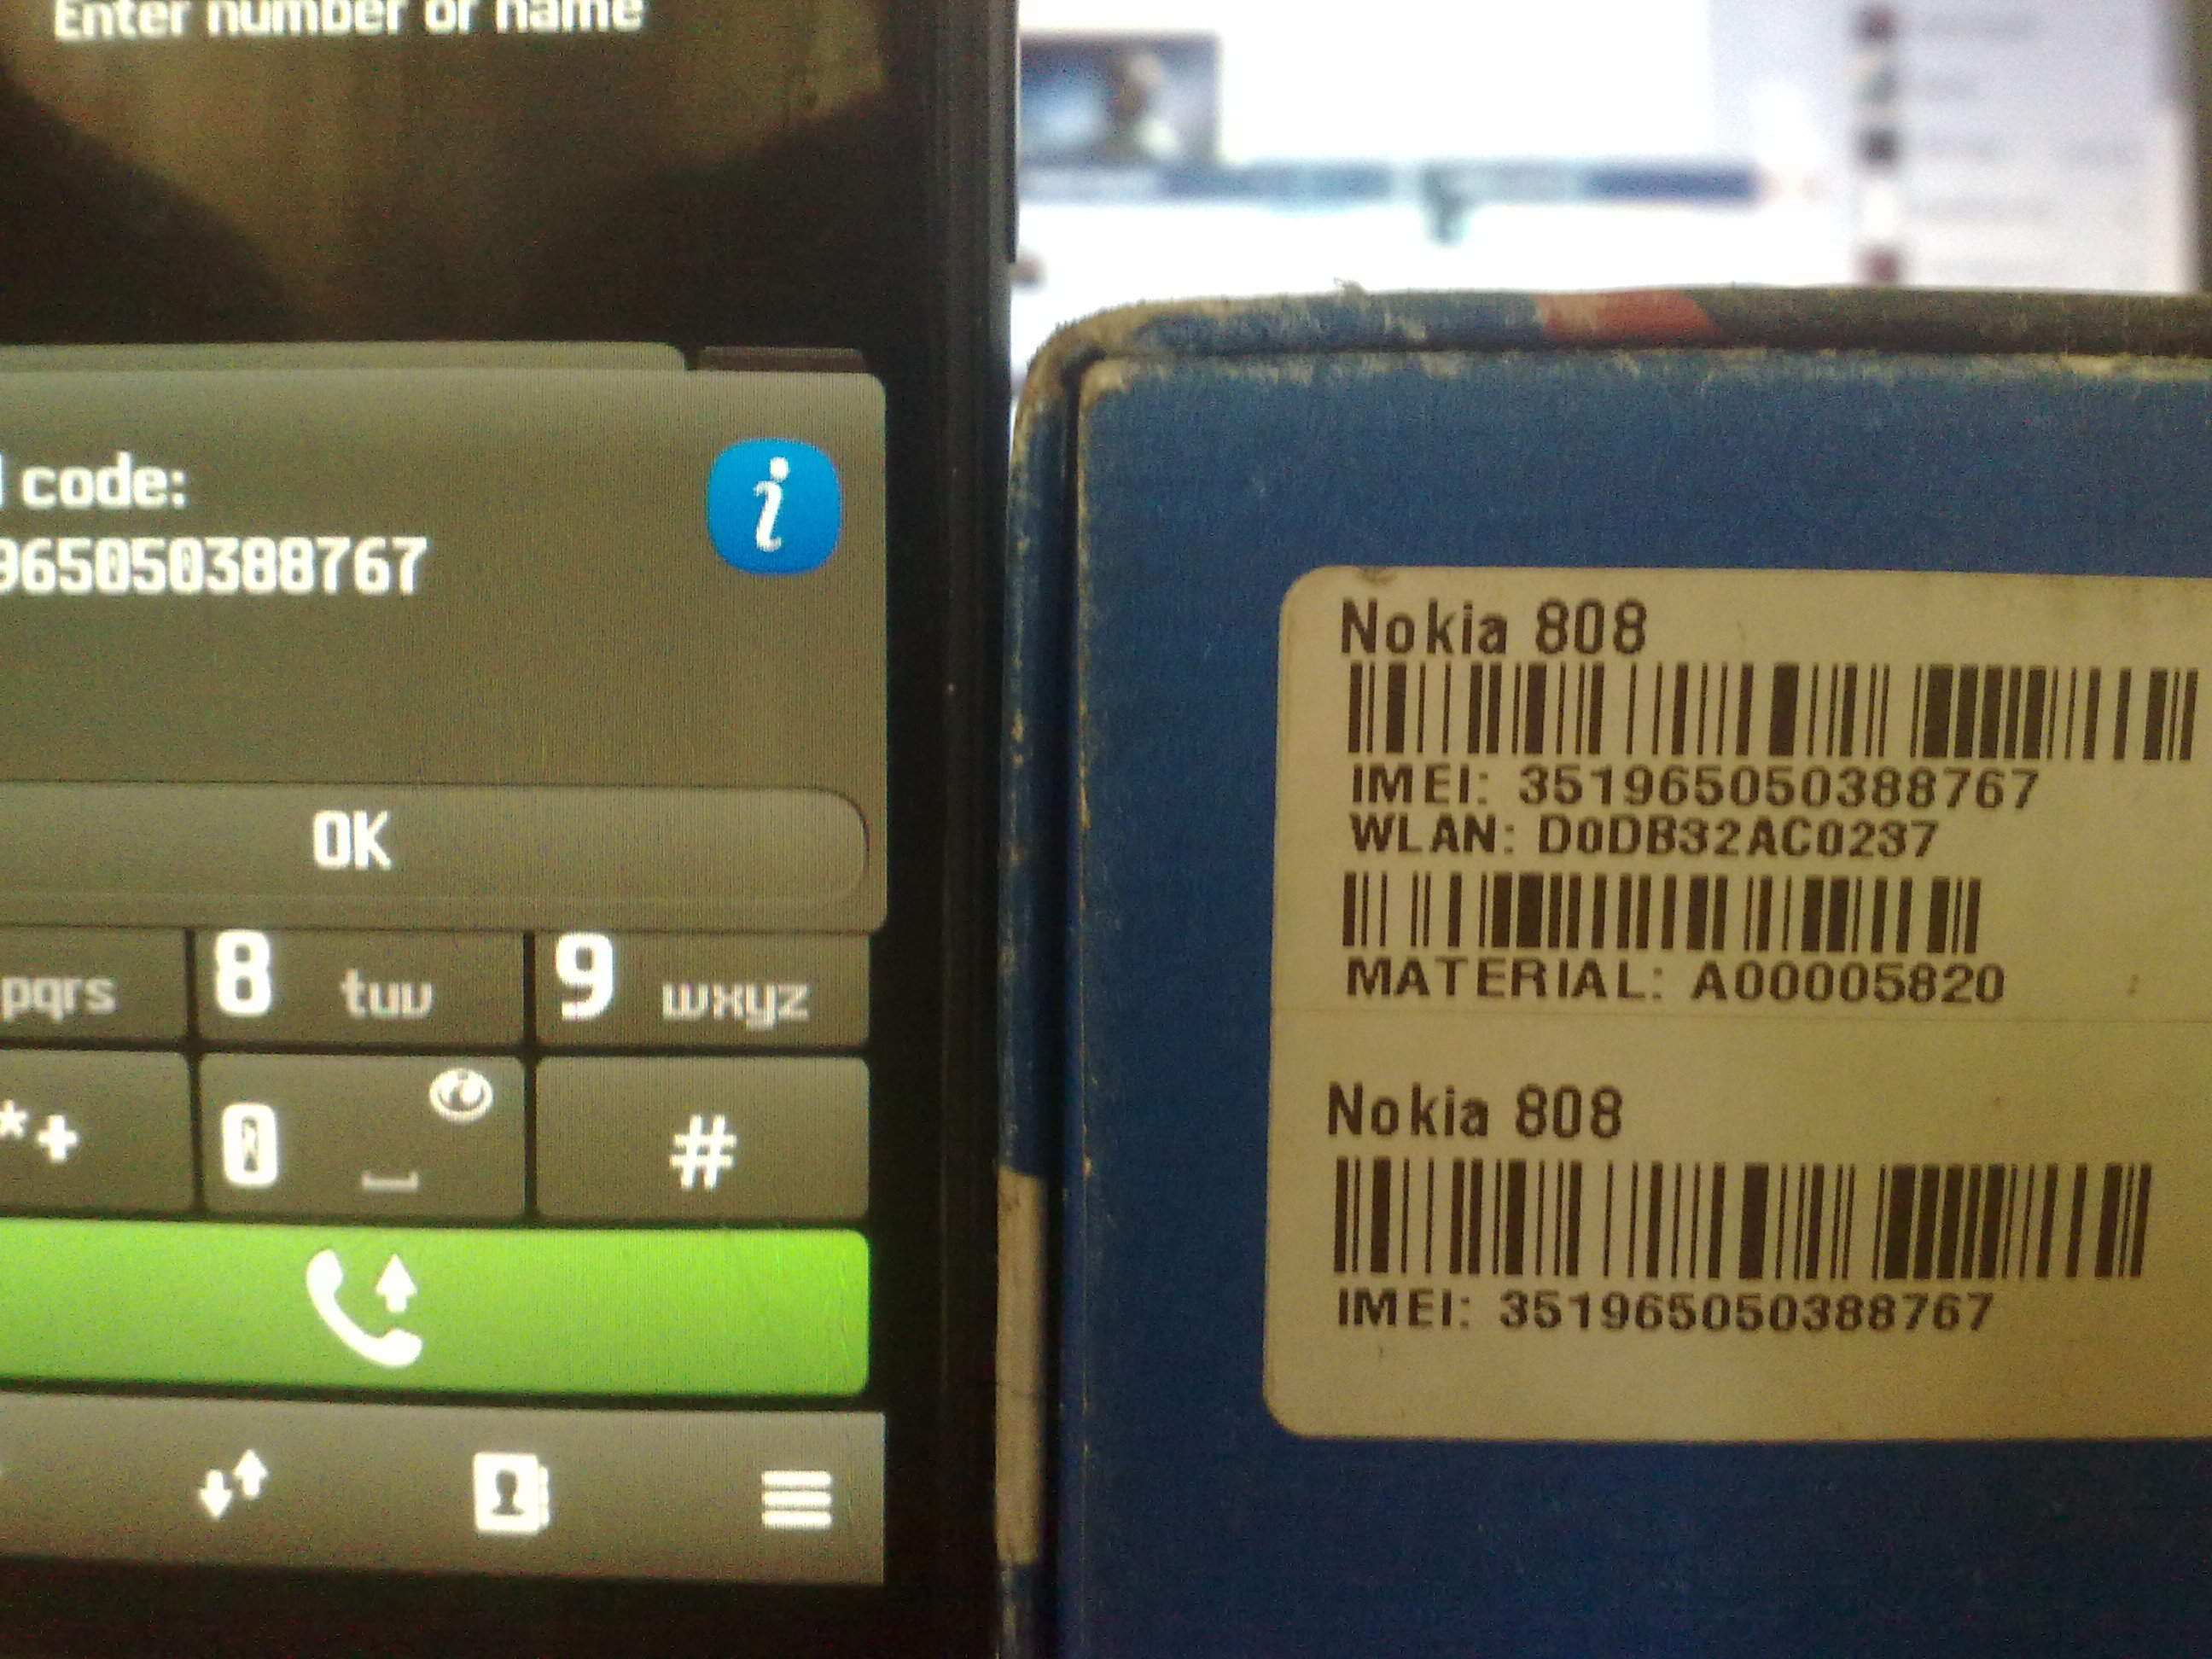 Enter number or name
code:
965050388767
OK
pqrs
8 tuv
9 wxyz
*+
0
#
Nokia 808
IMEI: 351965050388767
WLAN: D0DB32AC0237
MATERIAL: A00005820
Nokia 808
IMEI: 351965050388767